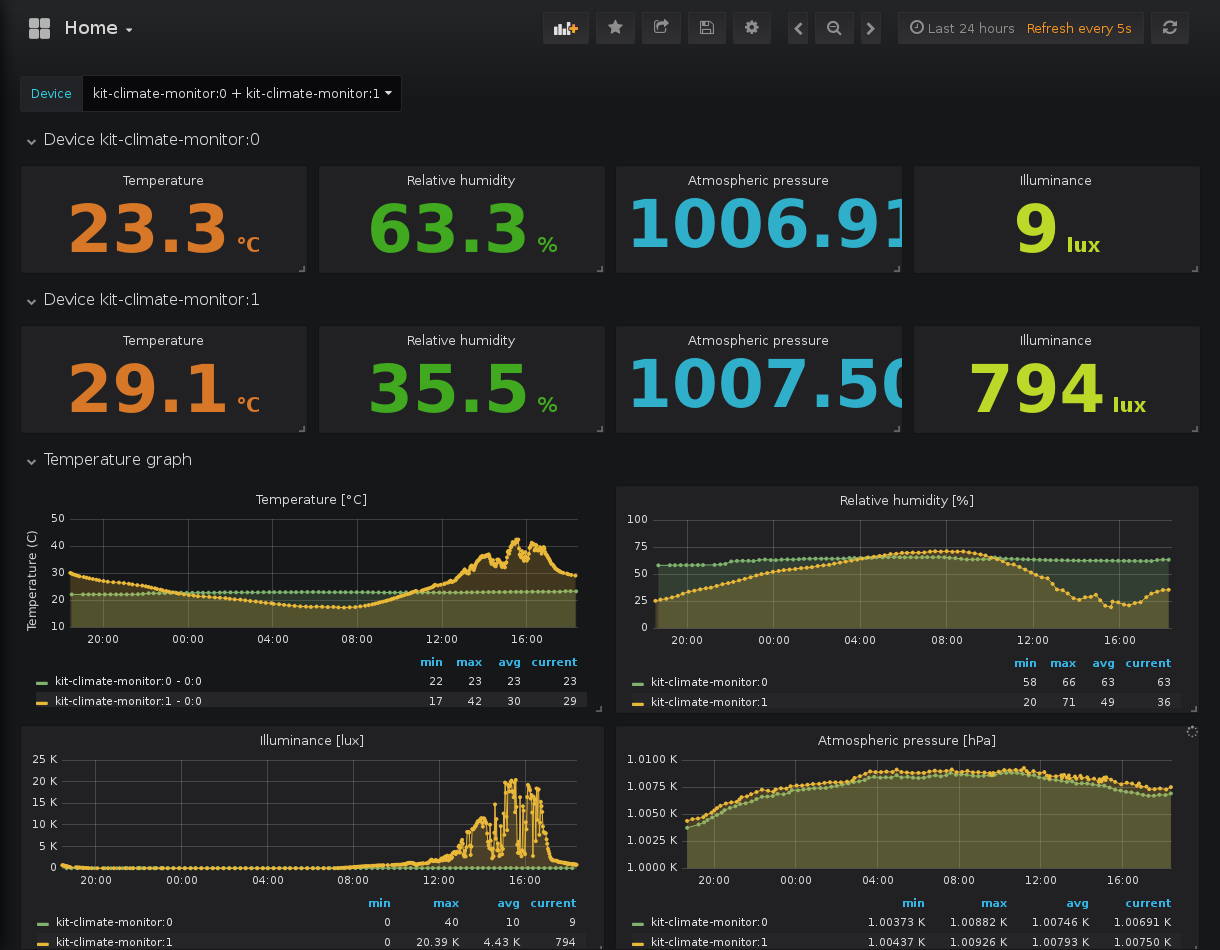 Home
Last 24 hours Refresh every 5s
Device kit-climate-monitor:0 + kit-climate-monitor:1
Device kit-climate-monitor:0
Temperature Relative humidity Atmospheric pressure Illuminance
23.3 °C 63.3 % 1006.91 9 lux
Device kit-climate-monitor:1
Temperature Relative humidity Atmospheric pressure Illuminance
29.1 °C 35.5 % 1007.50 794 lux
Temperature graph
Temperature [°C]
Temperature (C)
50
40
30
20
10
20:00 00:00 04:00 08:00 12:00 16:00
min max avg current
kit-climate-monitor:0 - 0:0 22 23 23 23
kit-climate-monitor:1 - 0:0 17 42 30 29
Relative humidity [%]
100
75
50
25
0
20:00 00:00 04:00 08:00 12:00 16:00
min max avg current
kit-climate-monitor:0 58 66 63 63
kit-climate-monitor:1 20 71 49 36
Illuminance [lux]
25 K
20 K
15 K
10 K
5 K
0
20:00 00:00 04:00 08:00 12:00 16:00
min max avg current
kit-climate-monitor:0 0 40 10 9
kit-climate-monitor:1 0 20.39 K 4.43 K 794
Atmospheric pressure [hPa]
1.0100 K
1.0075 K
1.0050 K
1.0025 K
1.0000 K
20:00 00:00 04:00 08:00 12:00 16:00
min max avg current
kit-climate-monitor:0 1.00373 K 1.00882 K 1.00746 K 1.00691 K
kit-climate-monitor:1 1.00437 K 1.00926 K 1.00793 K 1.00750 K